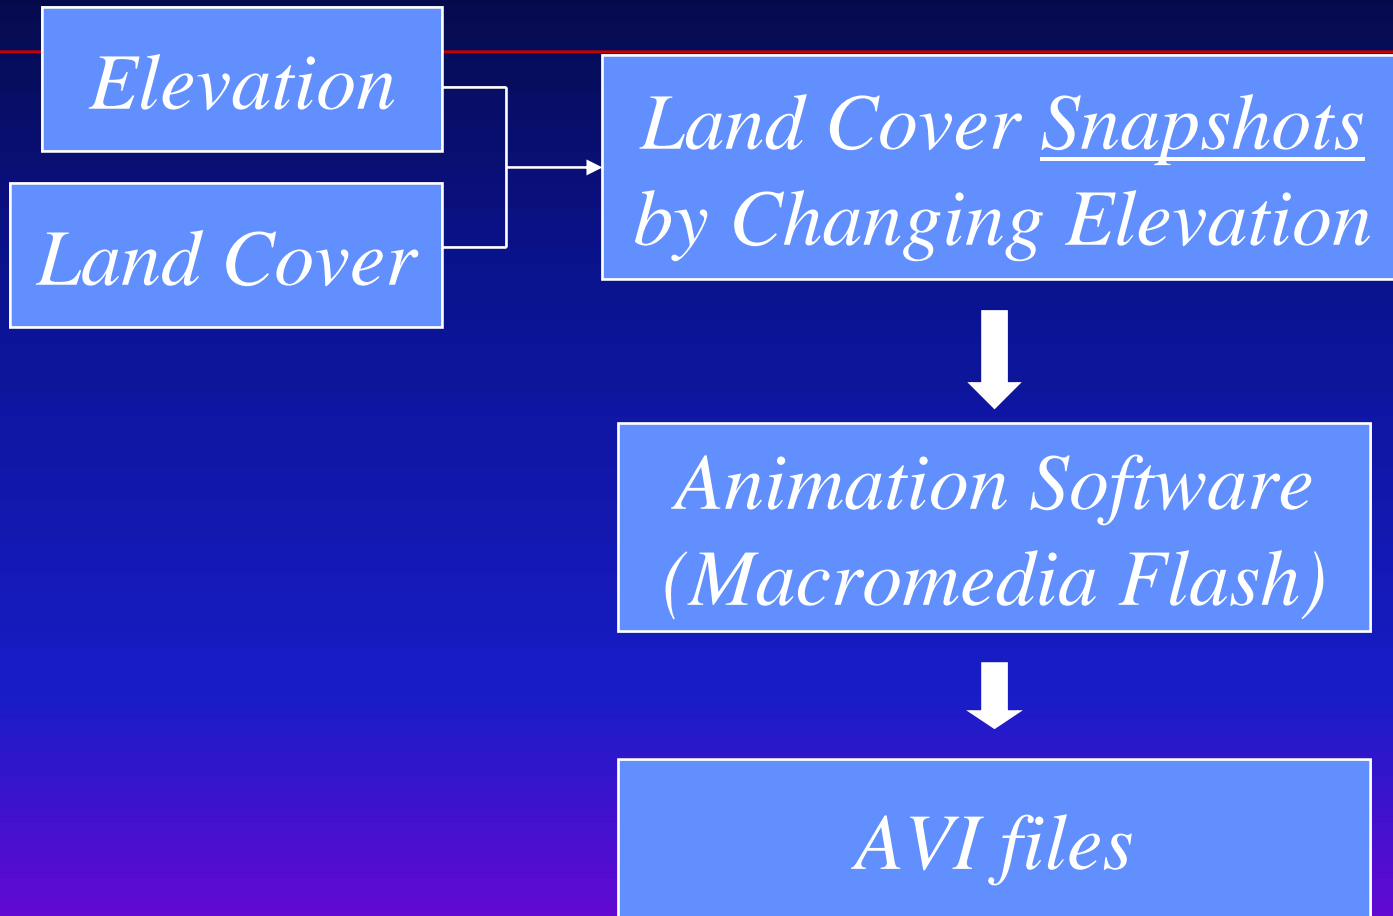 Elevation
Land Cover
Land Cover Snapshots
by Changing Elevation
Animation Software
(Macromedia Flash)
AVI files